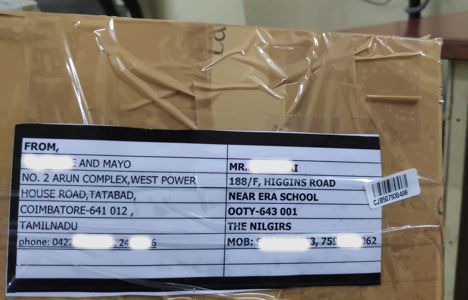 FROM,
E AND MAYO
NO. 2 ARUN COMPLEX,WEST POWER
HOUSE ROAD,TATABAD,
COIMBATORE-641 012 ,
TAMILNADU
phone: 042
MR.
188/F, HIGGINS ROAD
NEAR ERA SCHOOL
OOTY-643 001
THE NILGIRS
MOB: